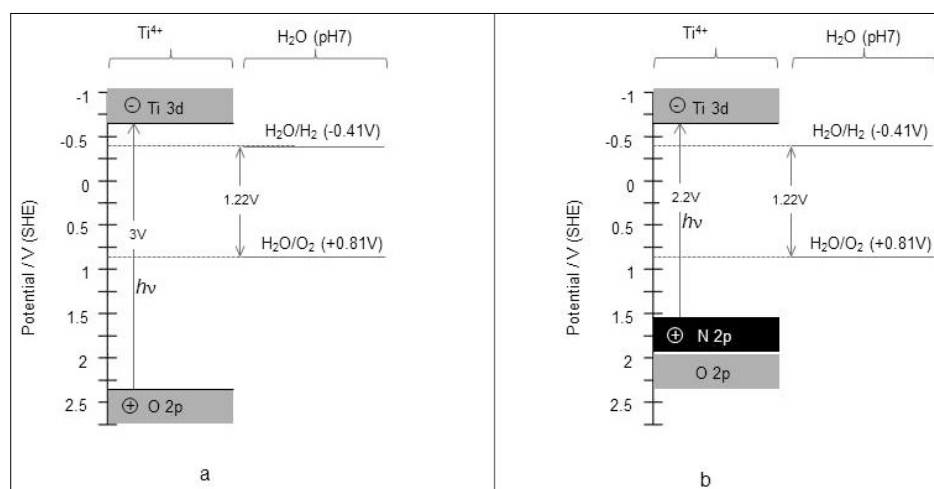 Ti⁴⁺
H₂O (pH7)
-1
-0.5
0
0.5
1
1.5
2
2.5
Potential / V (SHE)
⊖ Ti 3d
H₂O/H₂ (-0.41V)
1.22V
3V
H₂O/O₂ (+0.81V)
hν
⊕ O 2p
a
Ti⁴⁺
H₂O (pH7)
-1
-0.5
0
0.5
1
1.5
2
2.5
Potential / V (SHE)
⊖ Ti 3d
H₂O/H₂ (-0.41V)
2.2V
1.22V
hν
H₂O/O₂ (+0.81V)
⊕ N 2p
O 2p
b